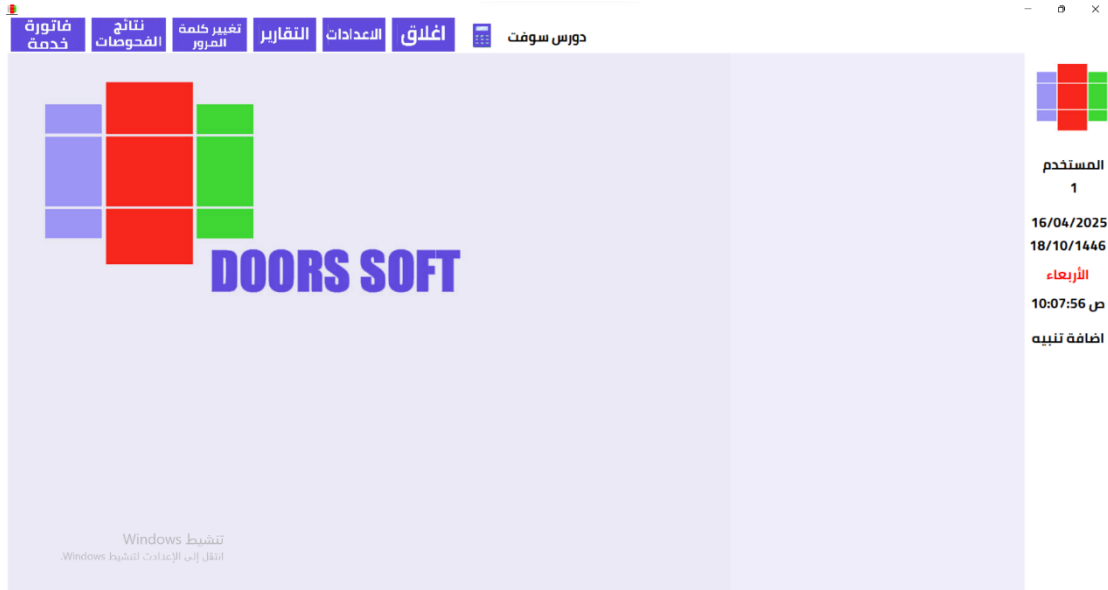 دورس سوفت
اغلاق
الاعدادات
التقارير
تغيير كلمة
المرور
نتائج
الفحوصات
فاتورة
خدمة
المستخدم
1
16/04/2025
18/10/1446
الأربعاء
10:07:56 ص
اضافة تنبيه
DOORS SOFT
تنشيط Windows
انتقل إلى الإعدادات لتنشيط Windows.